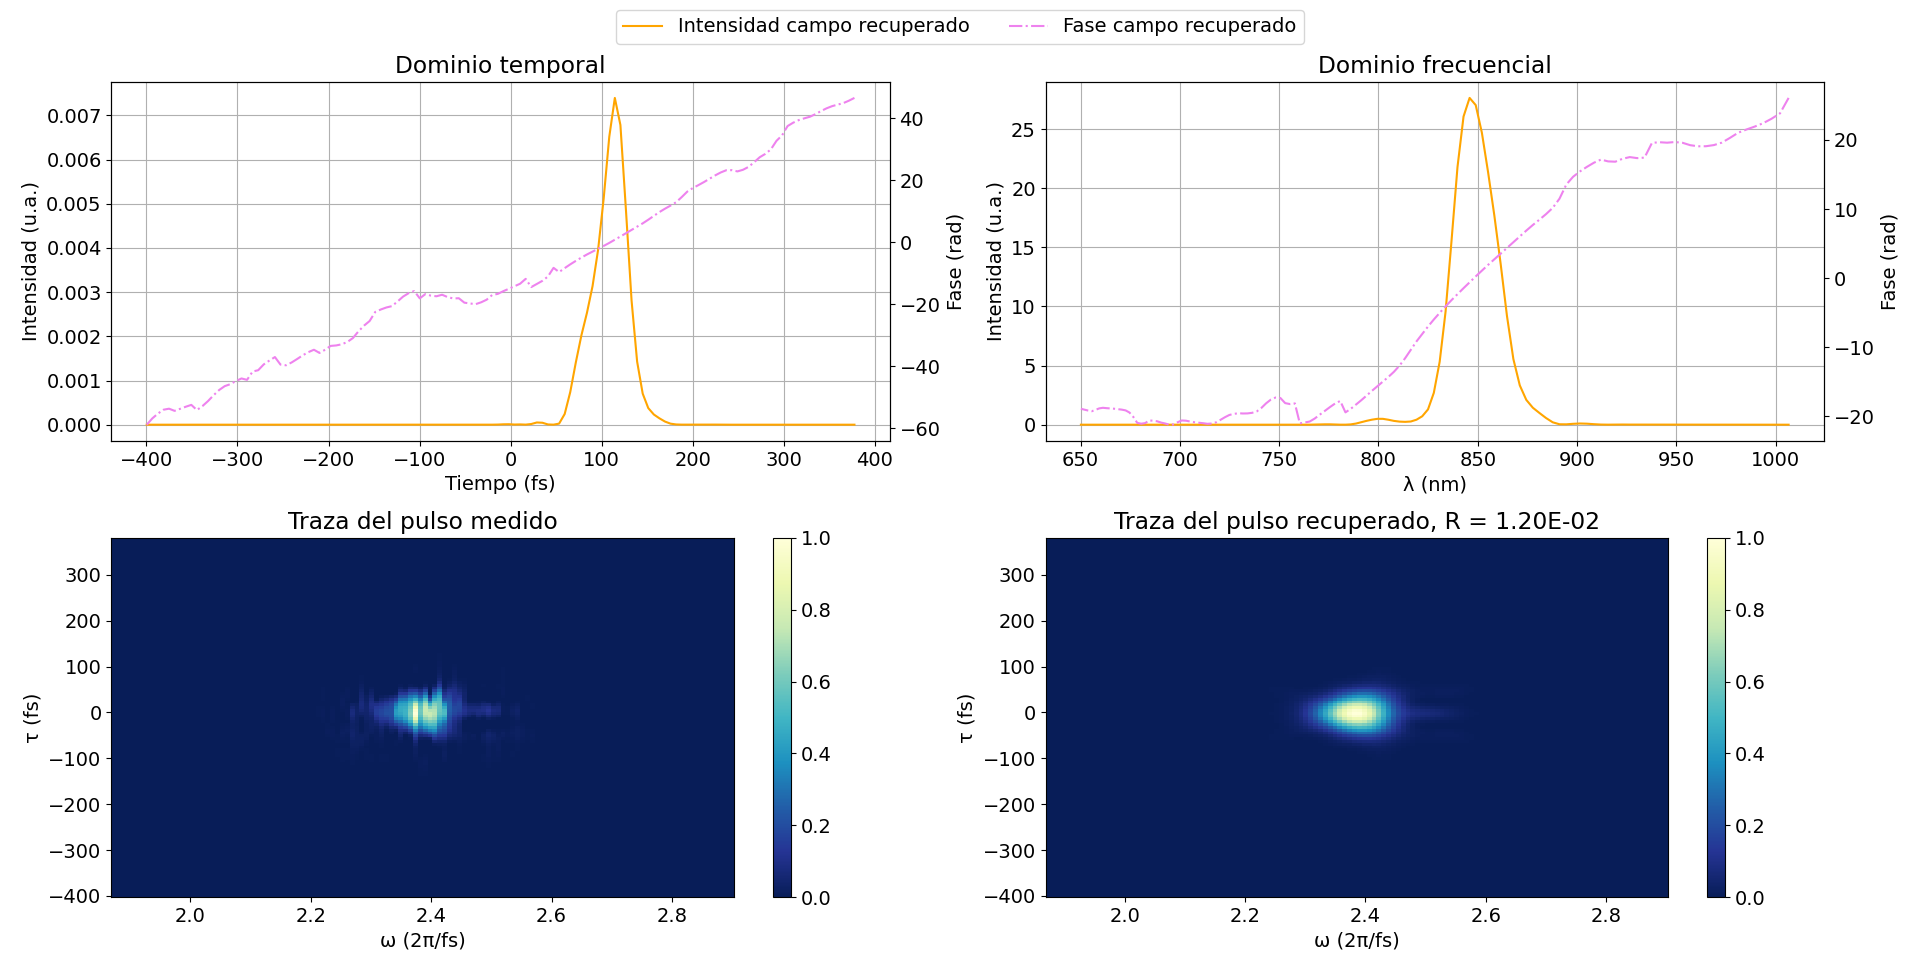 Intensidad campo recuperado Fase campo recuperado
Dominio temporal
0.007
0.006
0.005
0.004
0.003
0.002
0.001
0.000
Intensidad (u.a.)
40
20
0
−20
−40
−60
Fase (rad)
−400 −300 −200 −100 0 100 200 300 400
Tiempo (fs)
Dominio frecuencial
25
20
15
10
5
0
Intensidad (u.a.)
20
10
0
−10
−20
Fase (rad)
650 700 750 800 850 900 950 1000
λ (nm)
Traza del pulso medido
300
200
100
0
−100
−200
−300
−400
τ (fs)
2.0 2.2 2.4 2.6 2.8
ω (2π/fs)
1.0
0.8
0.6
0.4
0.2
0.0
Traza del pulso recuperado, R = 1.20E-02
300
200
100
0
−100
−200
−300
−400
τ (fs)
2.0 2.2 2.4 2.6 2.8
ω (2π/fs)
1.0
0.8
0.6
0.4
0.2
0.0